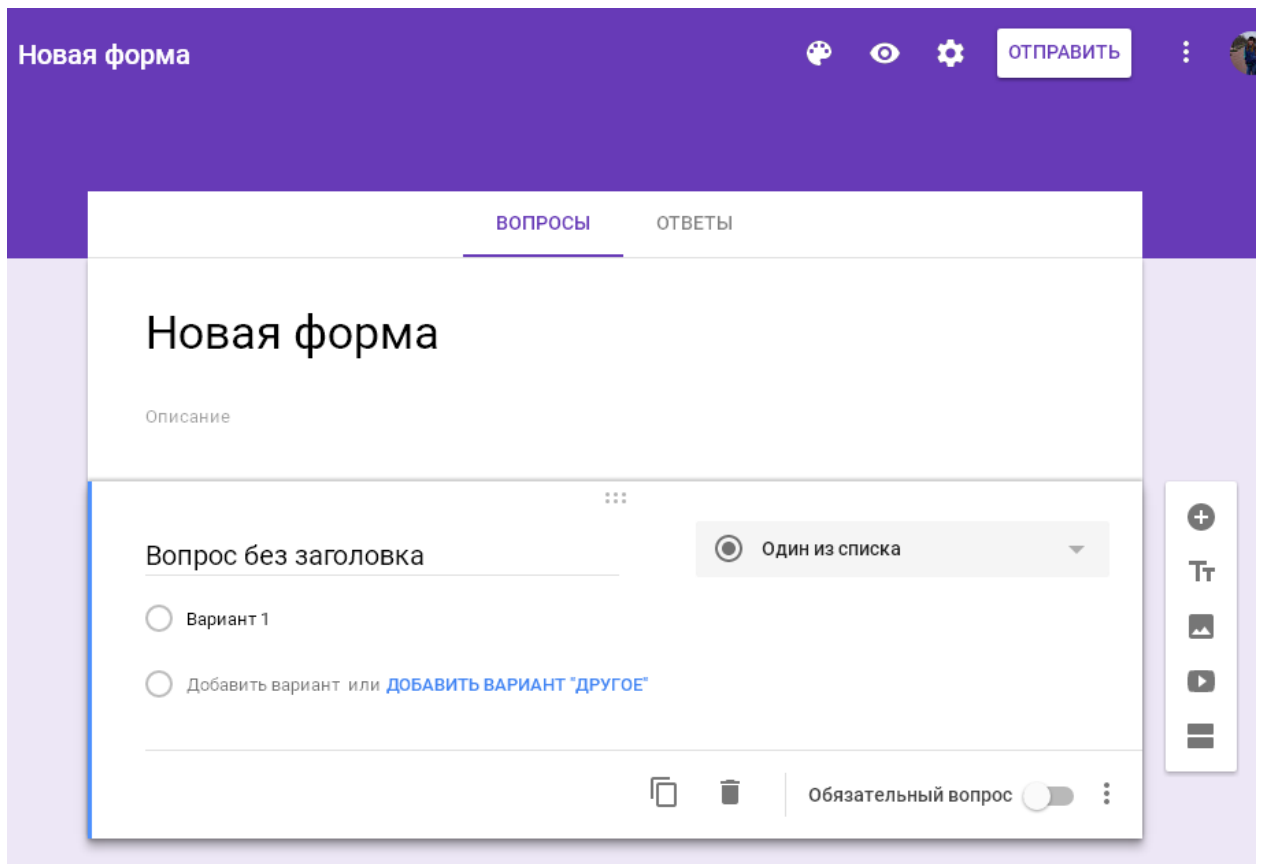 Новая форма
ОТПРАВИТЬ
ВОПРОСЫ ОТВЕТЫ
Новая форма
Описание
Вопрос без заголовка
Один из списка
Вариант 1
Добавить вариант или ДОБАВИТЬ ВАРИАНТ "ДРУГОЕ"
Обязательный вопрос